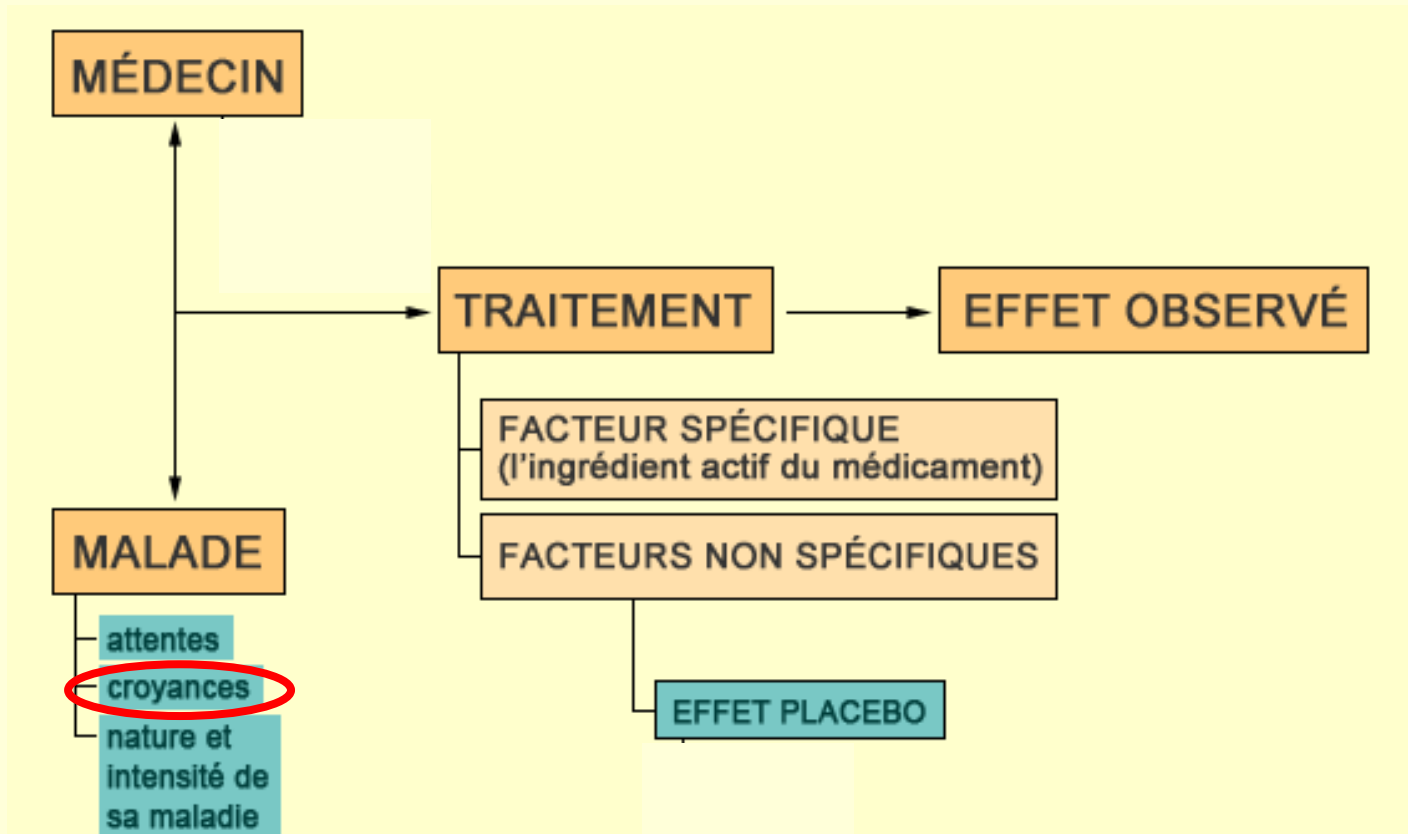 MÉDECIN
TRAITEMENT
EFFET OBSERVÉ
FACTEUR SPÉCIFIQUE
(l'ingrédient actif du médicament)
FACTEURS NON SPÉCIFIQUES
MALADE
attentes
croyances
nature et
intensité de
sa maladie
EFFET PLACEBO